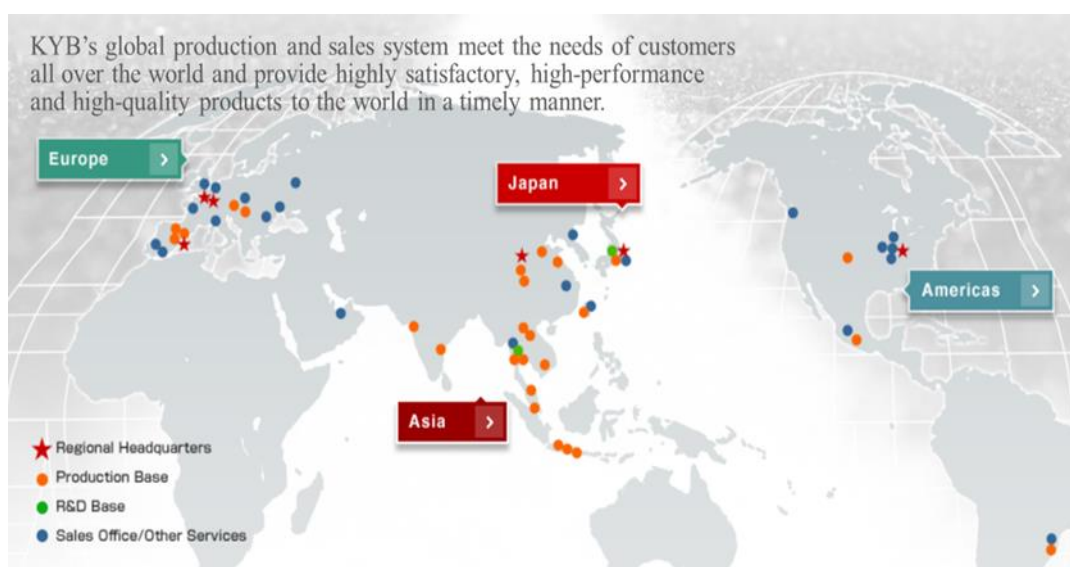 KYB's global production and sales system meet the needs of customers
all over the world and provide highly satisfactory, high-performance
and high-quality products to the world in a timely manner.
Europe
Japan
Americas
Asia
Regional Headquarters
Production Base
R&D Base
Sales Office/Other Services